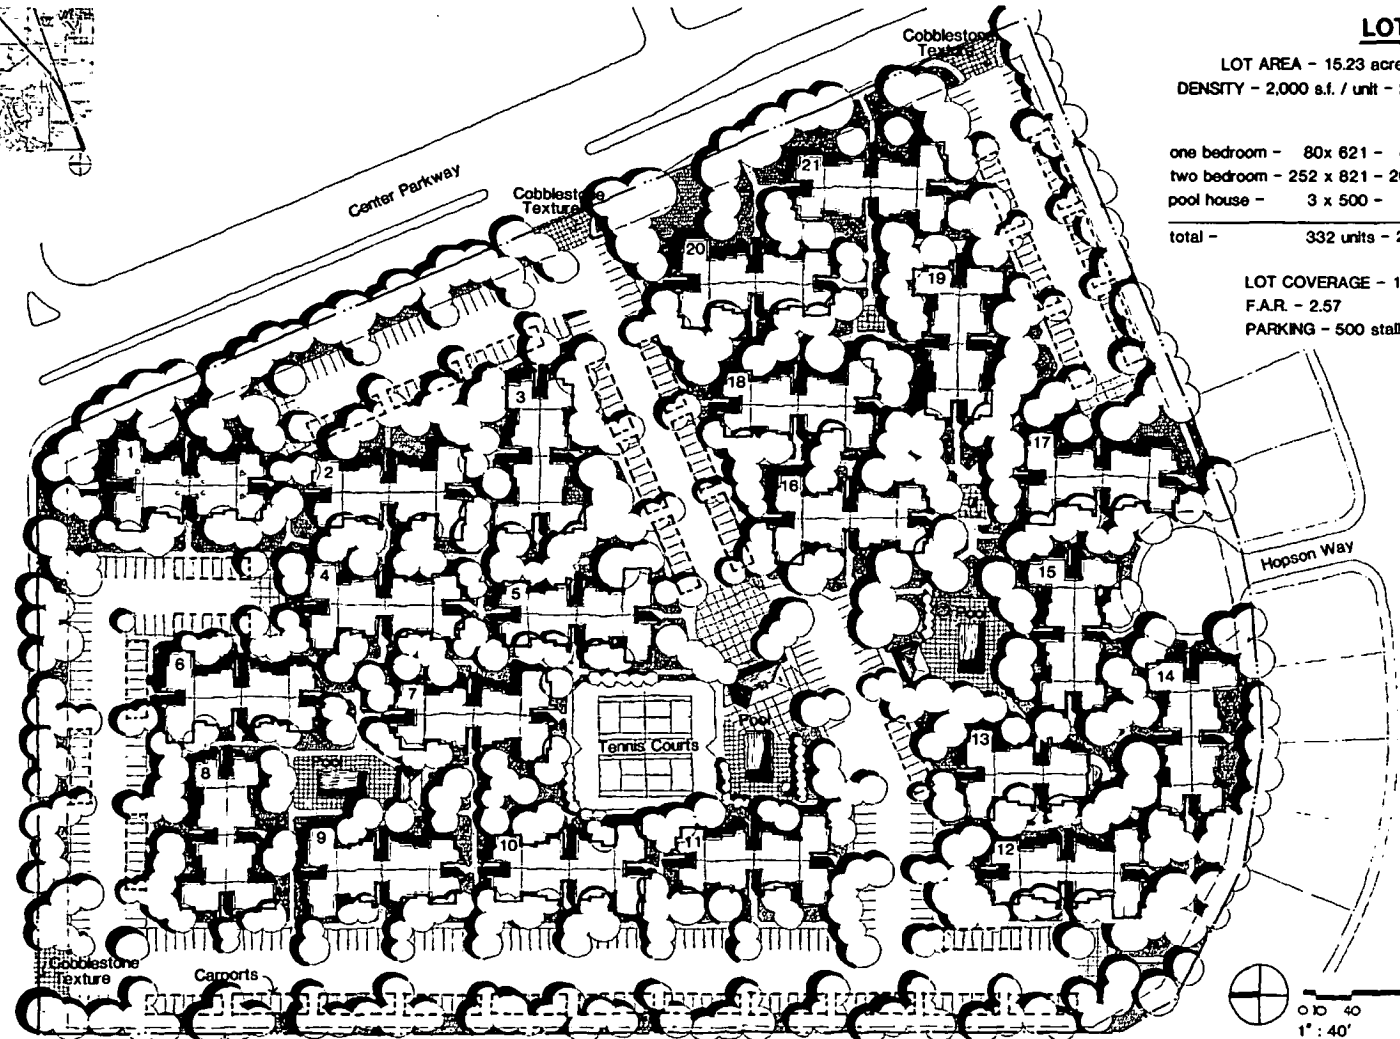 LOT
LOT AREA - 15.23 acre
DENSITY - 2,000 s.f. / unit -
one bedroom - 80x 621 -
two bedroom - 252 x 821 - 20
pool house - 3 x 500 -
total - 332 units - 2
LOT COVERAGE - 1
F.A.R. - 2.57
PARKING - 500 stall
Cobblestone
Texture
Center Parkway
Cobblestone
Texture
21
20
19
3
18
1
2
17
16
4
5
15
Hopson Way
6
7
14
Tennis Courts
Pool
13
8
Pool
9
10
11
12
Cobblestone
Texture
Carports
0 10 40
1" : 40'